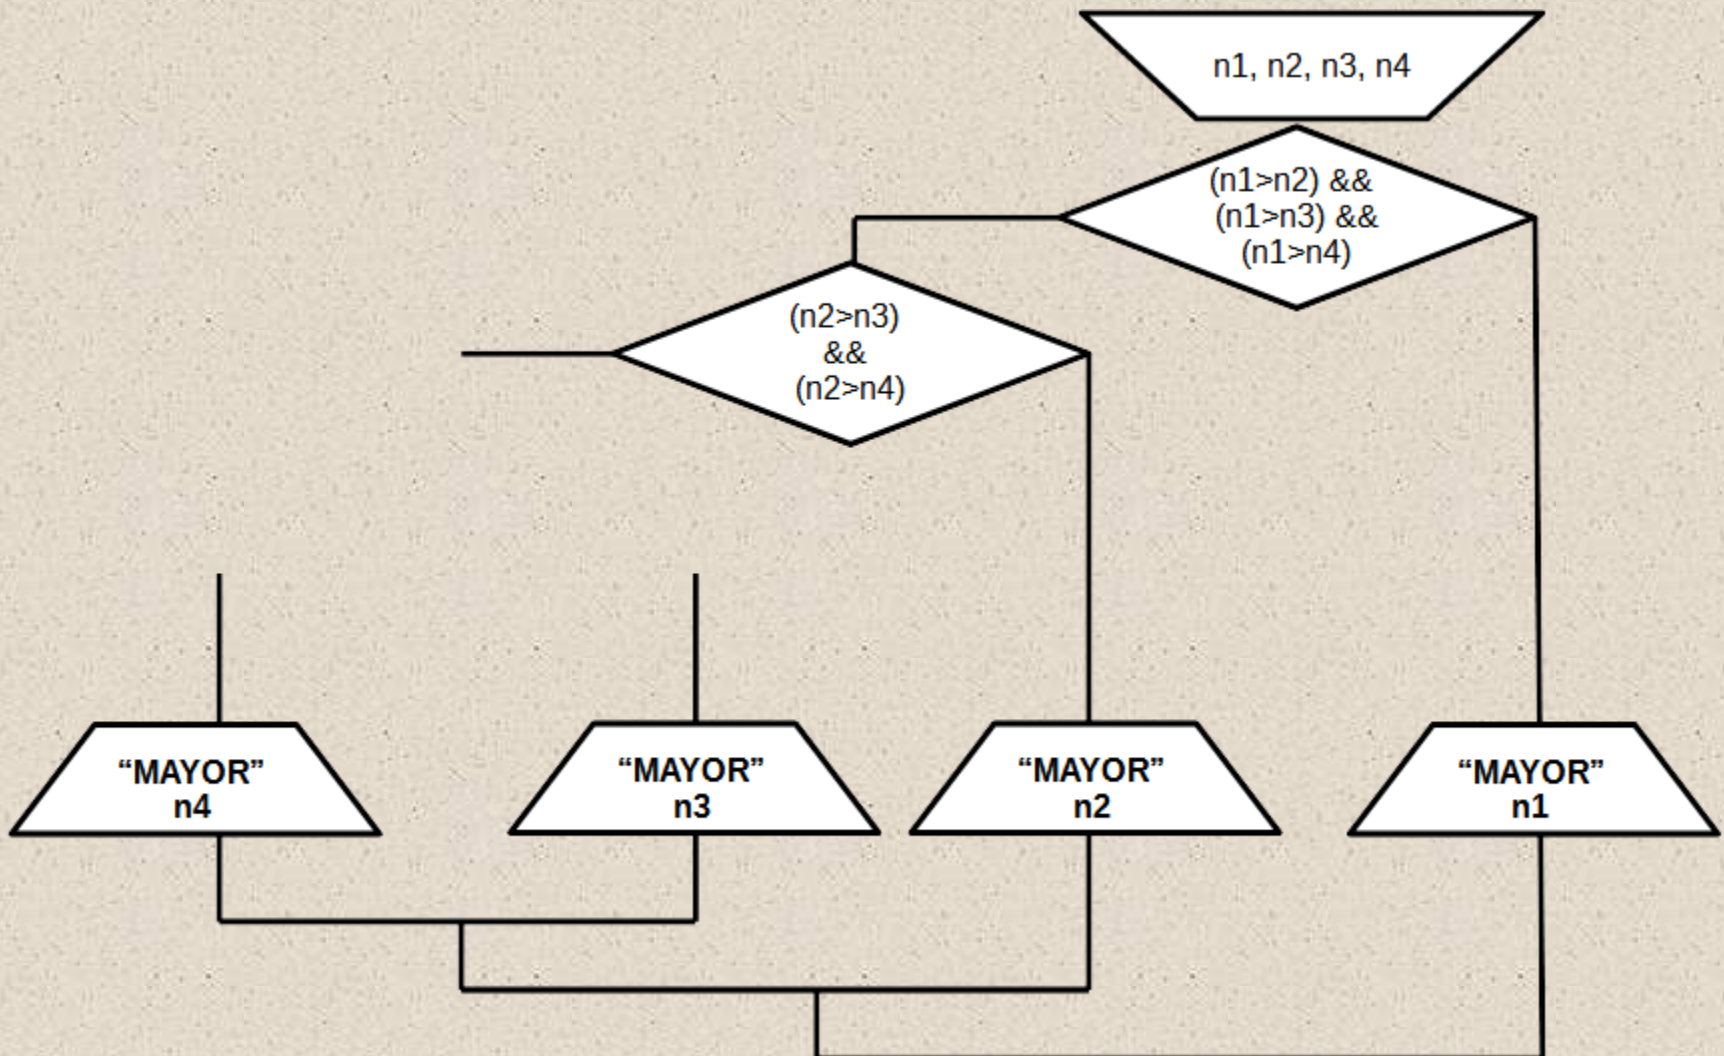 n1, n2, n3, n4
(n1>n2) &&
(n1>n3) &&
(n1>n4)
(n2>n3)
&&
(n2>n4)
“MAYOR”
n4
“MAYOR”
n3
“MAYOR”
n2
“MAYOR”
n1